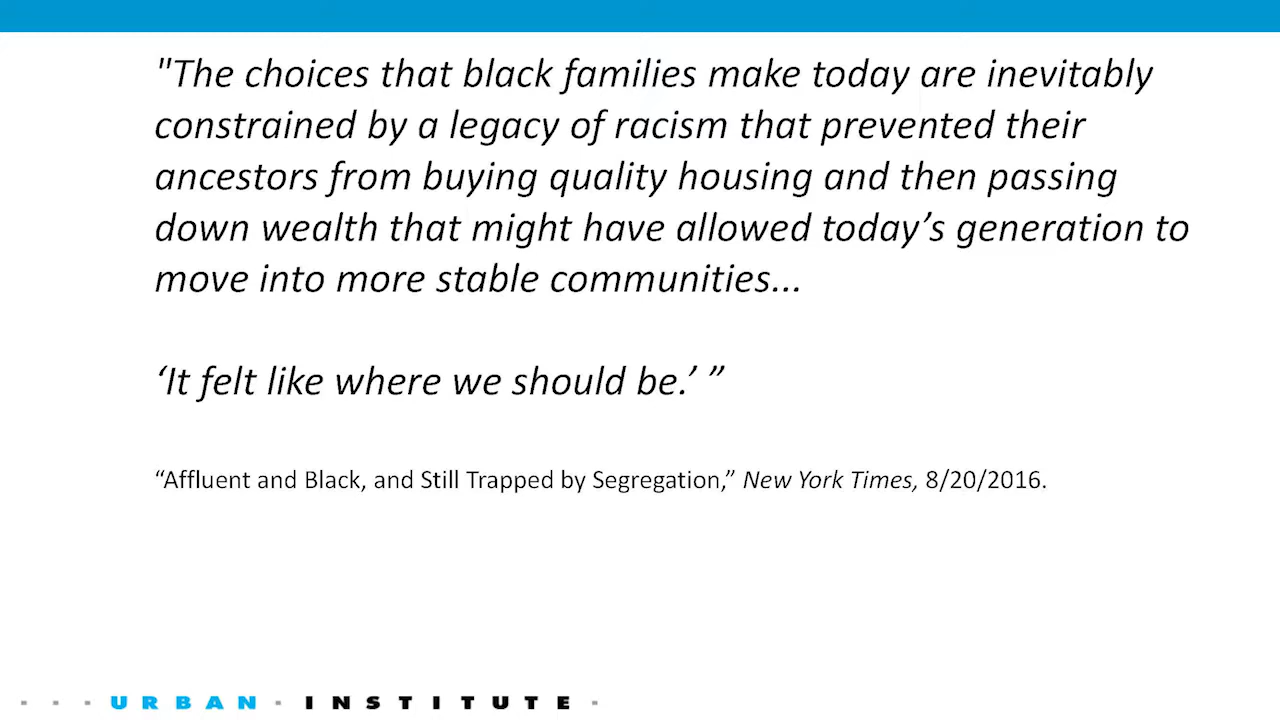 "The choices that black families make today are inevitably
constrained by a legacy of racism that prevented their
ancestors from buying quality housing and then passing
down wealth that might have allowed today’s generation to
move into more stable communities...
‘It felt like where we should be.’ ”
“Affluent and Black, and Still Trapped by Segregation,” New York Times, 8/20/2016.
URBAN INSTITUTE